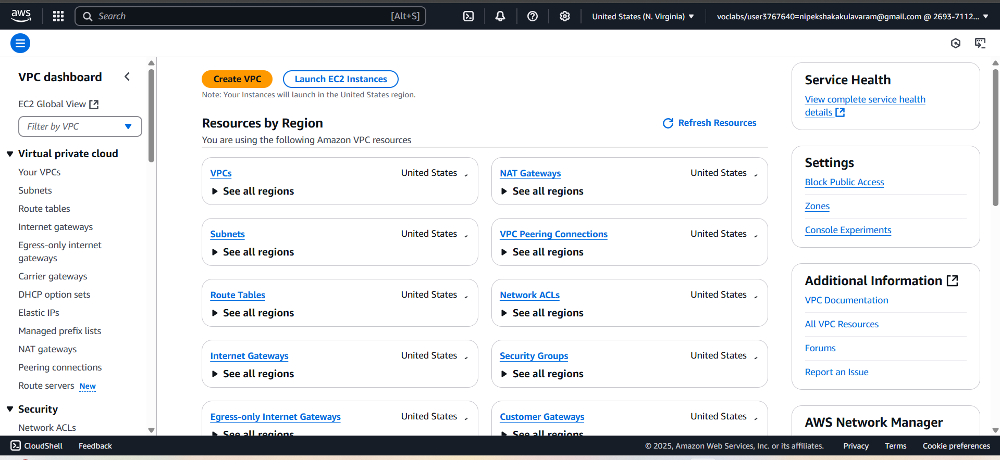 aws
Search [Alt+S]
United States (N. Virginia)
voclabs/user3767640=nipekshakakulavaram@gmail.com @ 2693-7112...
VPC dashboard
EC2 Global View
Filter by VPC
Virtual private cloud
Your VPCs
Subnets
Route tables
Internet gateways
Egress-only internet
gateways
Carrier gateways
DHCP option sets
Elastic IPs
Managed prefix lists
NAT gateways
Peering connections
Route servers New
Security
Network ACLs
Create VPC
Launch EC2 Instances
Note: Your Instances will launch in the United States region.
Resources by Region
Refresh Resources
You are using the following Amazon VPC resources
VPCs United States
See all regions
NAT Gateways United States
See all regions
Subnets United States
See all regions
VPC Peering Connections United States
See all regions
Route Tables United States
See all regions
Network ACLs United States
See all regions
Internet Gateways United States
See all regions
Security Groups United States
See all regions
Egress-only Internet Gateways United States
See all regions
Customer Gateways United States
See all regions
Service Health
View complete service health
details
Settings
Block Public Access
Zones
Console Experiments
Additional Information
VPC Documentation
All VPC Resources
Forums
Report an Issue
AWS Network Manager
CloudShell
Feedback
© 2025, Amazon Web Services, Inc. or its affiliates.
Privacy
Terms
Cookie preferences